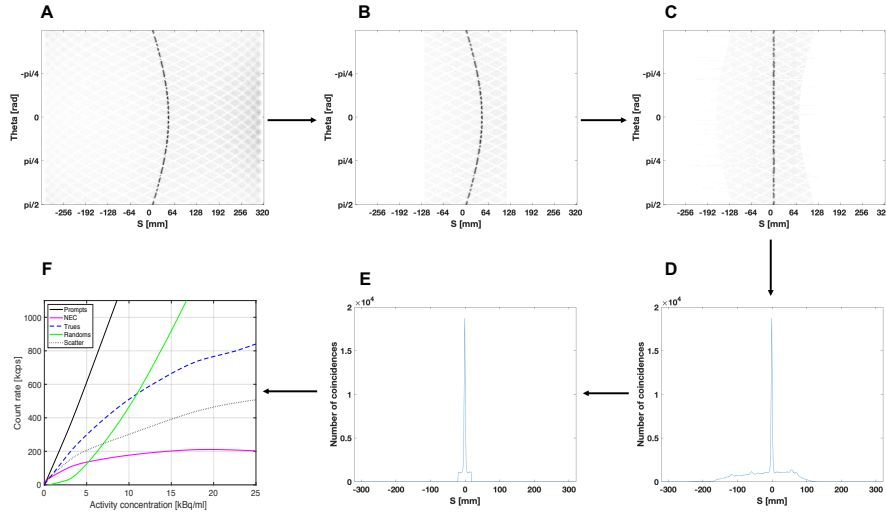 A
B
C
Theta [rad]
-pi/4
0
pi/4
pi/2
-256 -192 -128 -64 0 64 128 192 256 320
S [mm]
Theta [rad]
-pi/4
0
pi/4
pi/2
-256 -192 -128 -64 0 64 128 192 256 320
S [mm]
Theta [rad]
-pi/4
0
pi/4
pi/2
-256 -192 -128 -64 0 64 128 192 256 320
S [mm]
F
E
D
Count rate [kcps]
1000
800
600
400
200
0
Prompts
NEC
Trues
Randoms
Scatter
0 5 10 15 20 25
Activity concentration [kBq/ml]
×10⁴
Number of coincidences
2
1.5
1
0.5
0
-300 -200 -100 0 100 200 300
S [mm]
×10⁴
Number of coincidences
2
1.5
1
0.5
0
-300 -200 -100 0 100 200 300
S [mm]